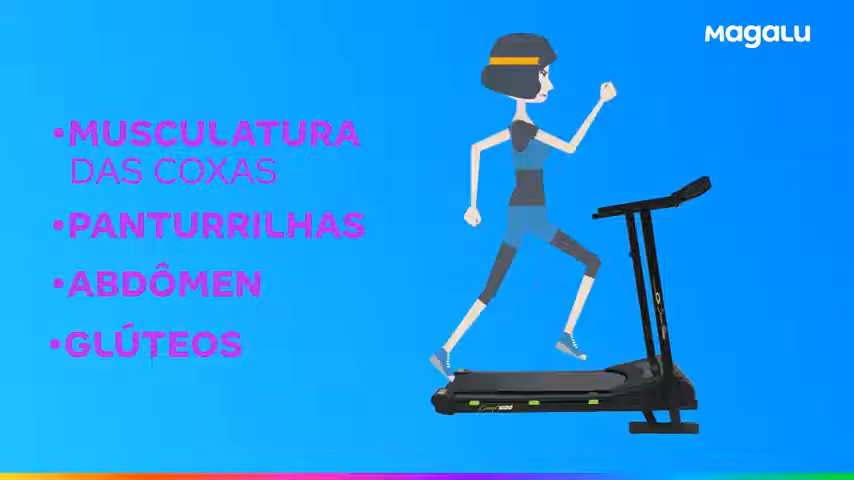 Magalu
•MUSCULATURA
DAS COXAS
•PANTURRILHAS
•ABDÔMEN
•GLÚTEOS